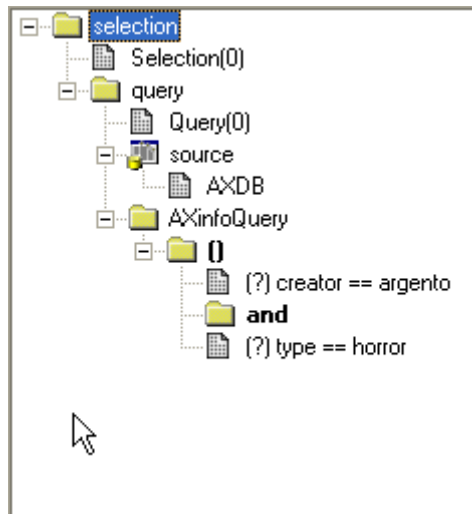 selection
Selection(0)
query
Query(0)
source
AXDB
AXinfoQuery
()
(?) creator == argento
and
(?) type == horror